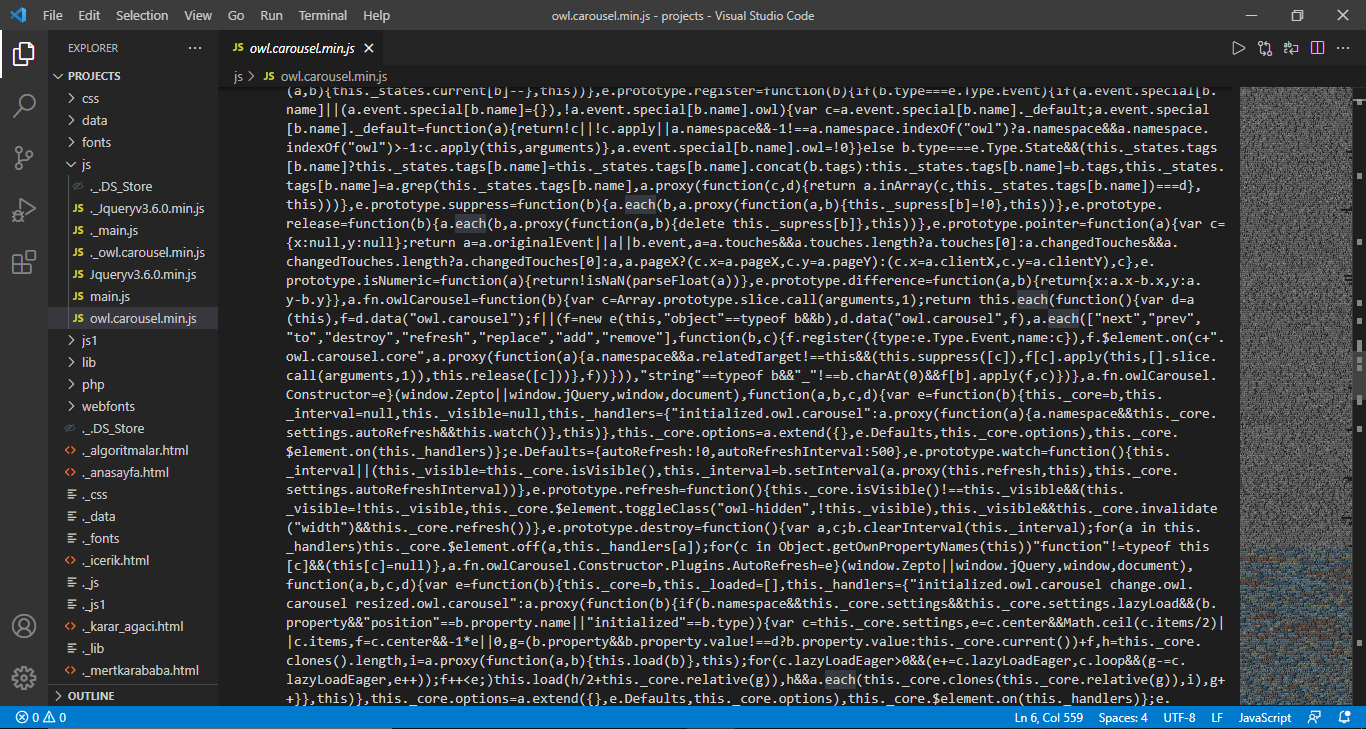 File Edit Selection View Go Run Terminal Help owl.carousel.min.js - projects - Visual Studio Code
EXPLORER
PROJECTS
css
data
fonts
js
._.DS_Store
JS ._Jqueryv3.6.0.min.js
JS ._main.js
JS ._owl.carousel.min.js
JS Jqueryv3.6.0.min.js
JS main.js
JS owl.carousel.min.js
js1
lib
php
webfonts
._.DS_Store
._algoritmalar.html
._anasayfa.html
._css
._data
._fonts
._icerik.html
._js
._js1
._karar_agaci.html
._lib
._mertkarababa.html
OUTLINE
JS owl.carousel.min.js
js > JS owl.carousel.min.js
(a,b){this._states.current[b]--},this))},e.prototype.register=function(b){if(b.type===e.Type.Event){if(a.event.special[b.
name]||(a.event.special[b.name]={}),!a.event.special[b.name].owl){var c=a.event.special[b.name]._default;a.event.special
[b.name]._default=function(a){return!c||!c.apply||a.namespace&&-1!==a.namespace.indexOf("owl")?a.namespace&&a.namespace.
indexOf("owl")>-1:c.apply(this,arguments)},a.event.special[b.name].owl=!0}}else b.type===e.Type.State&&(this._states.tags
[b.name]?this._states.tags[b.name]=this._states.tags[b.name].concat(b.tags):this._states.tags[b.name]=b.tags,this._states.
tags[b.name]=a.grep(this._states.tags[b.name],a.proxy(function(c,d){return a.inArray(c,this._states.tags[b.name])===d},
this)))},e.prototype.suppress=function(b){a.each(b,a.proxy(function(a,b){this._supress[b]=!0},this))},e.prototype.
release=function(b){a.each(b,a.proxy(function(a,b){delete this._supress[b]},this))},e.prototype.pointer=function(a){var c=
{x:null,y:null};return a=a.originalEvent||a||b.event,a=a.touches&&a.touches.length?a.touches[0]:a.changedTouches&&a.
changedTouches.length?a.changedTouches[0]:a,a.pageX?(c.x=a.pageX,c.y=a.pageY):(c.x=a.clientX,c.y=a.clientY),c},e.
prototype.isNumeric=function(a){return!isNaN(parseFloat(a))},e.prototype.difference=function(a,b){return{x:a.x-b.x,y:a.
y-b.y}},a.fn.owlCarousel=function(b){var c=Array.prototype.slice.call(arguments,1);return this.each(function(){var d=a
(this),f=d.data("owl.carousel");f||(f=new e(this,"object"==typeof b&&b),d.data("owl.carousel",f),a.each(["next","prev",
"to","destroy","refresh","replace","add","remove"],function(b,c){f.register({type:e.Type.Event,name:c}),f.$element.on(c+".
owl.carousel.core",a.proxy(function(a){a.namespace&&a.relatedTarget!==this&&(this.suppress([c]),f[c].apply(this,[].slice.
call(arguments,1)),this.release([c]))},f))})),"string"==typeof b&&"_"!==b.charAt(0)&&f[b].apply(f,c)})},a.fn.owlCarousel.
Constructor=e}(window.Zepto||window.jQuery,window,document),function(a,b,c,d){var e=function(b){this._core=b,this.
_interval=null,this._visible=null,this._handlers={"initialized.owl.carousel":a.proxy(function(a){a.namespace&&this._core.
settings.autoRefresh&&this.watch()},this)},this._core.options=a.extend({},e.Defaults,this._core.options),this._core.
$element.on(this._handlers)};e.Defaults={autoRefresh:!0,autoRefreshInterval:500},e.prototype.watch=function(){this.
_interval||(this._visible=this._core.isVisible(),this._interval=b.setInterval(a.proxy(this.refresh,this),this._core.
settings.autoRefreshInterval))},e.prototype.refresh=function(){this._core.isVisible()!==this._visible&&(this.
_visible=!this._visible,this._core.$element.toggleClass("owl-hidden",!this._visible),this._visible&&this._core.invalidate
("width")&&this._core.refresh())},e.prototype.destroy=function(){var a,c;b.clearInterval(this._interval);for(a in this.
_handlers)this._core.$element.off(a,this._handlers[a]);for(c in Object.getOwnPropertyNames(this))"function"!=typeof this
[c]&&(this[c]=null)},a.fn.owlCarousel.Constructor.Plugins.AutoRefresh=e}(window.Zepto||window.jQuery,window,document),
function(a,b,c,d){var e=function(b){this._core=b,this._loaded=[],this._handlers={"initialized.owl.carousel change.owl.
carousel resized.owl.carousel":a.proxy(function(b){if(b.namespace&&this._core.settings&&this._core.settings.lazyLoad&&(b.
property&&"position"==b.property.name||"initialized"==b.type)){var c=this._core.settings,e=c.center&&Math.ceil(c.items/2)|
|c.items,f=c.center&&-1*e||0,g=(b.property&&b.property.value!==d?b.property.value:this._core.current())+f,h=this._core.
clones().length,i=a.proxy(function(a,b){this.load(b)},this);for(c.lazyLoadEager>0&&(e+=c.lazyLoadEager,c.loop&&(g-=c.
lazyLoadEager,e++));f++<e;)this.load(h/2+this._core.relative(g)),h&&a.each(this._core.clones(this._core.relative(g)),i),g+
+}},this)},this._core.options=a.extend({},e.Defaults,this._core.options),this._core.$element.on(this._handlers)};e.
0 0 Ln 6, Col 559 Spaces: 4 UTF-8 LF JavaScript